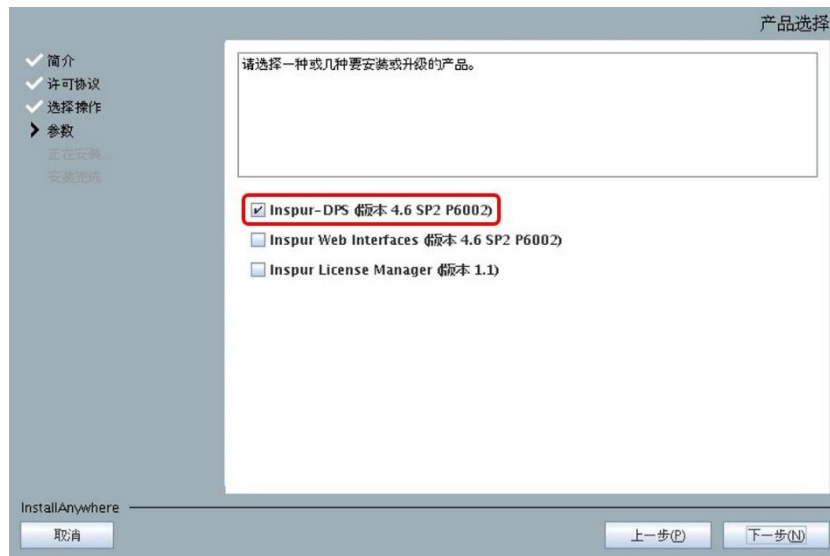 产品选择
简介
许可协议
选择操作
参数
正在安装...
安装完成
请选择一种或几种要安装或升级的产品。
Inspur-DPS (版本 4.6 SP2 P6002)
Inspur Web Interfaces (版本 4.6 SP2 P6002)
Inspur License Manager (版本 1.1)
InstallAnywhere
取消
上一步(P)
下一步(N)